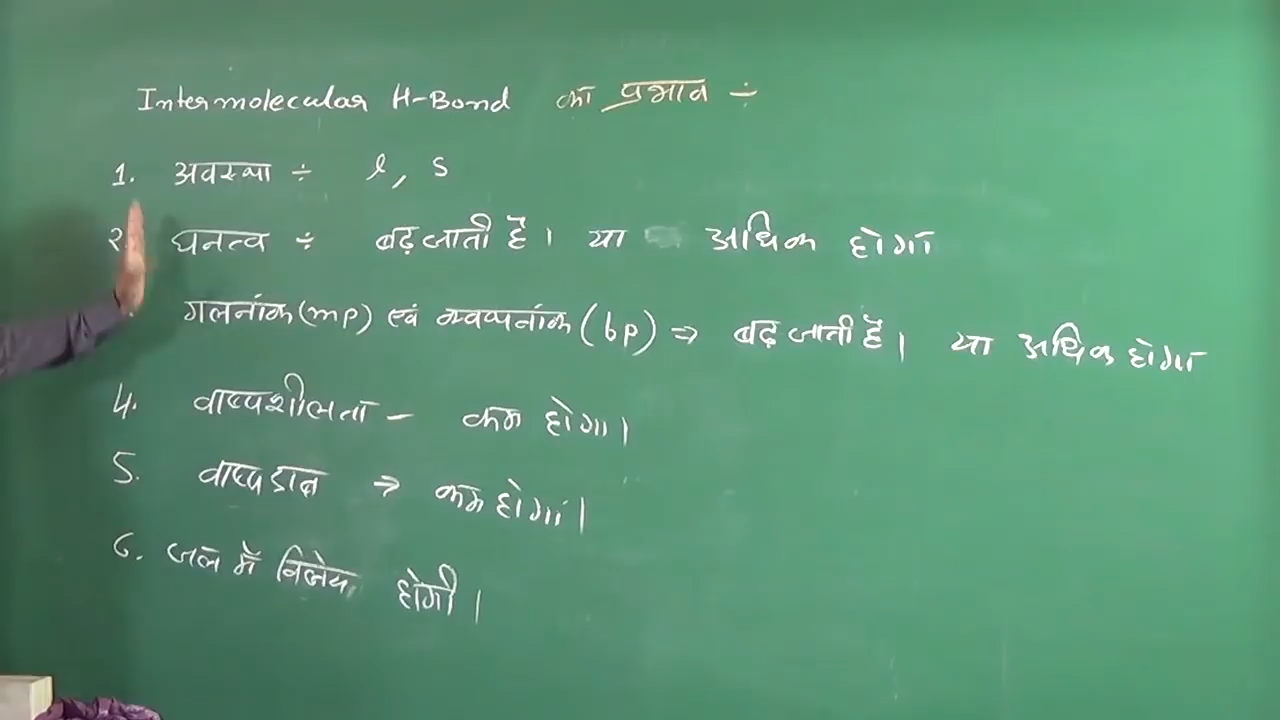 Intermolecular H-Bond का प्रभाव ÷
1. अवस्था ÷ l, s
२ घनत्व ÷ बढ़ जाती हैं। या अधिक होगा
गलनांक(mp) एवं क्वथनांक(bp) ⇒ बढ़ जाती हैं। या अधिक होगा
4. वाष्पशीलता – कम होगा।
5. वाष्पदाब ⇒ कम होगा।
6. जल में विलेय होगी।